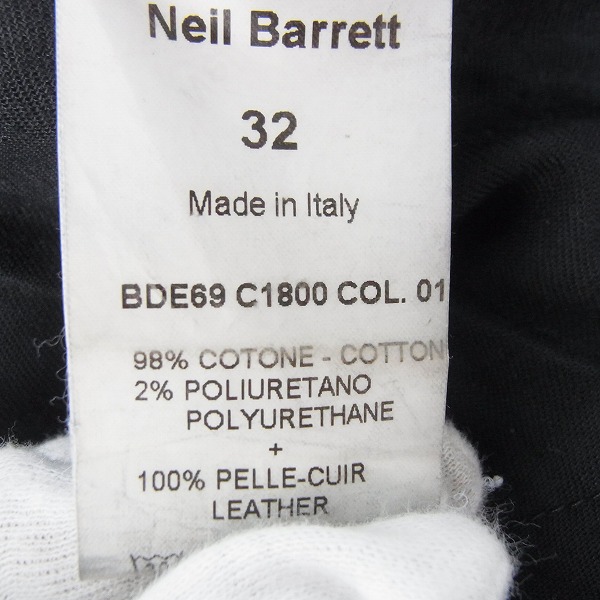 Neil Barrett
32
Made in Italy
BDE69 C1800 COL. 01
98% COTONE - COTTON
2% POLIURETANO
POLYURETHANE
+
100% PELLE-CUIR
LEATHER